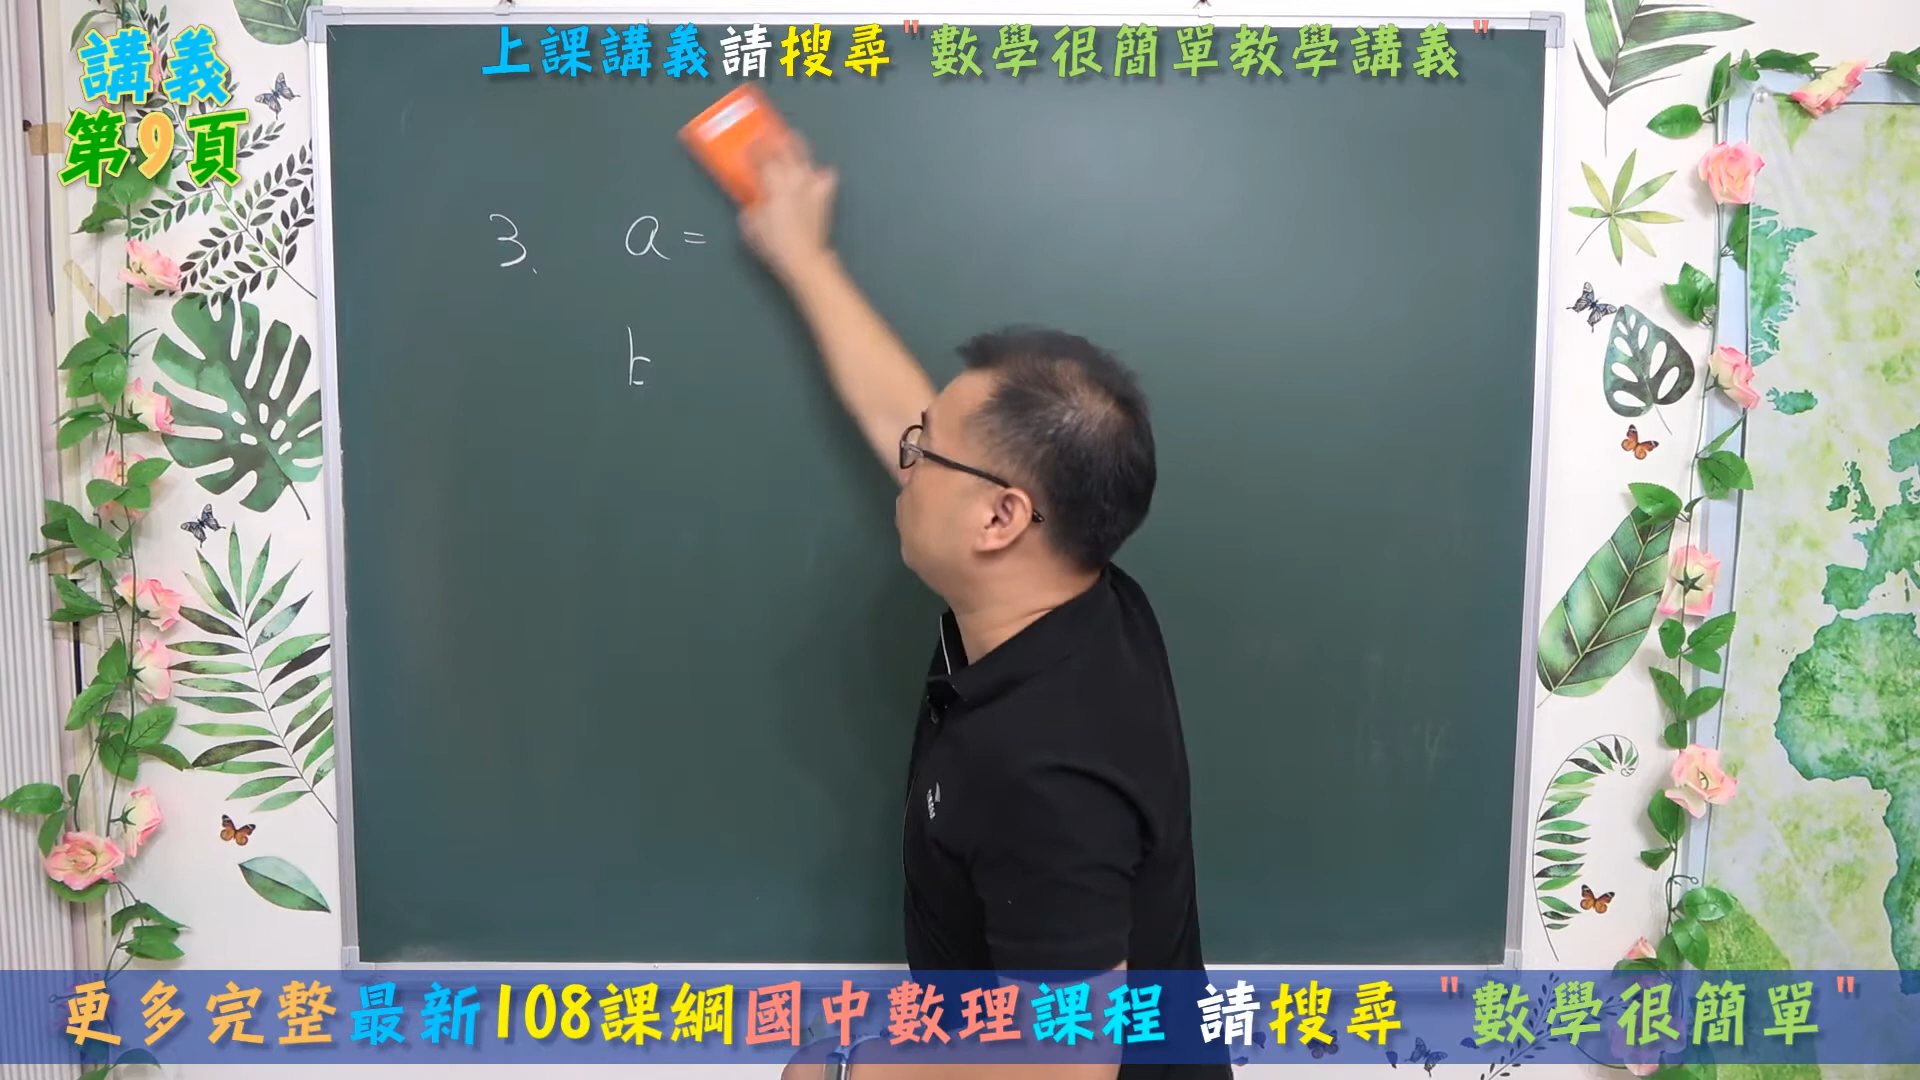 上課講義請搜尋"數學很簡單教學講義"
講義
第9頁
3. a=
更多完整最新108課綱國中數理課程 請搜尋 "數學很簡單"